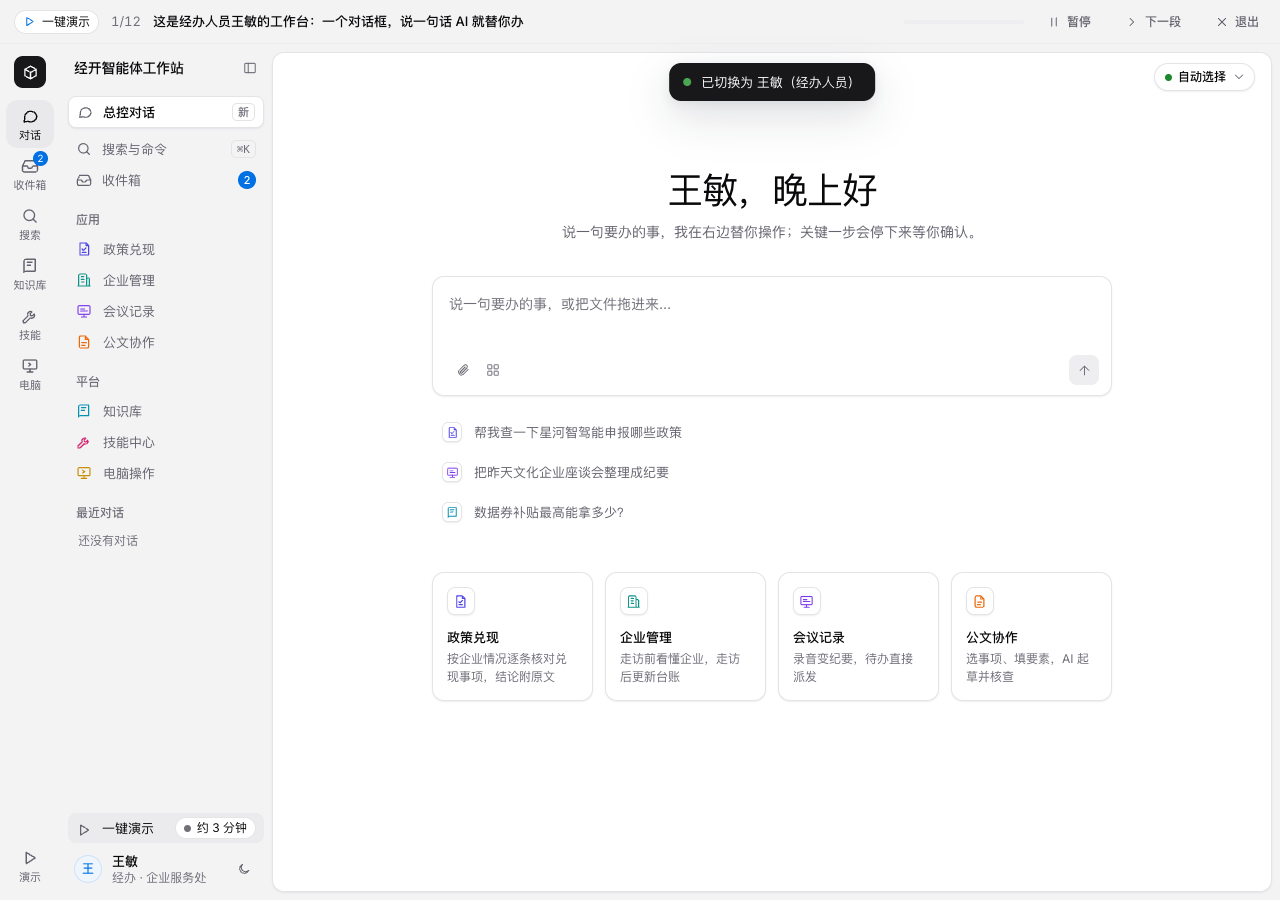 一键演示
1/12
这是经办人员王敏的工作台：一个对话框，说一句话 AI 就替你办
暂停
下一段
退出
对话
2
收件箱
搜索
知识库
技能
电脑
演示
经开智能体工作站
总控对话
新
搜索与命令
⌘K
收件箱
2
应用
政策兑现
企业管理
会议记录
公文协作
平台
知识库
技能中心
电脑操作
最近对话
还没有对话
一键演示
约 3 分钟
王
王敏
经办 · 企业服务处
已切换为 王敏（经办人员）
自动选择
王敏，晚上好
说一句要办的事，我在右边替你操作；关键一步会停下来等你确认。
说一句要办的事，或把文件拖进来...
帮我查一下星河智驾能申报哪些政策
把昨天文化企业座谈会整理成纪要
数据券补贴最高能拿多少?
政策兑现
按企业情况逐条核对兑
现事项，结论附原文
企业管理
走访前看懂企业，走访
后更新台账
会议记录
录音变纪要，待办直接
派发
公文协作
选事项、填要素，AI 起
草并核查